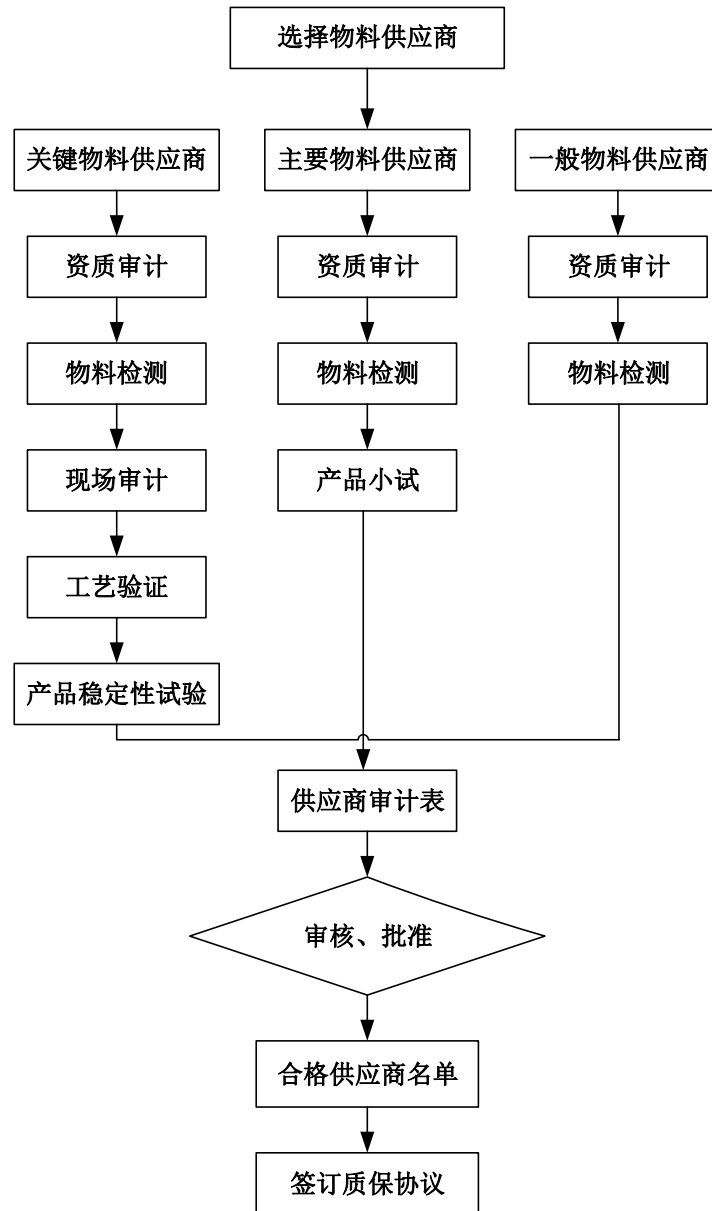 选择物料供应商
关键物料供应商
主要物料供应商
一般物料供应商
资质审计
资质审计
资质审计
物料检测
物料检测
物料检测
现场审计
产品小试
工艺验证
产品稳定性试验
供应商审计表
审核、批准
合格供应商名单
签订质保协议